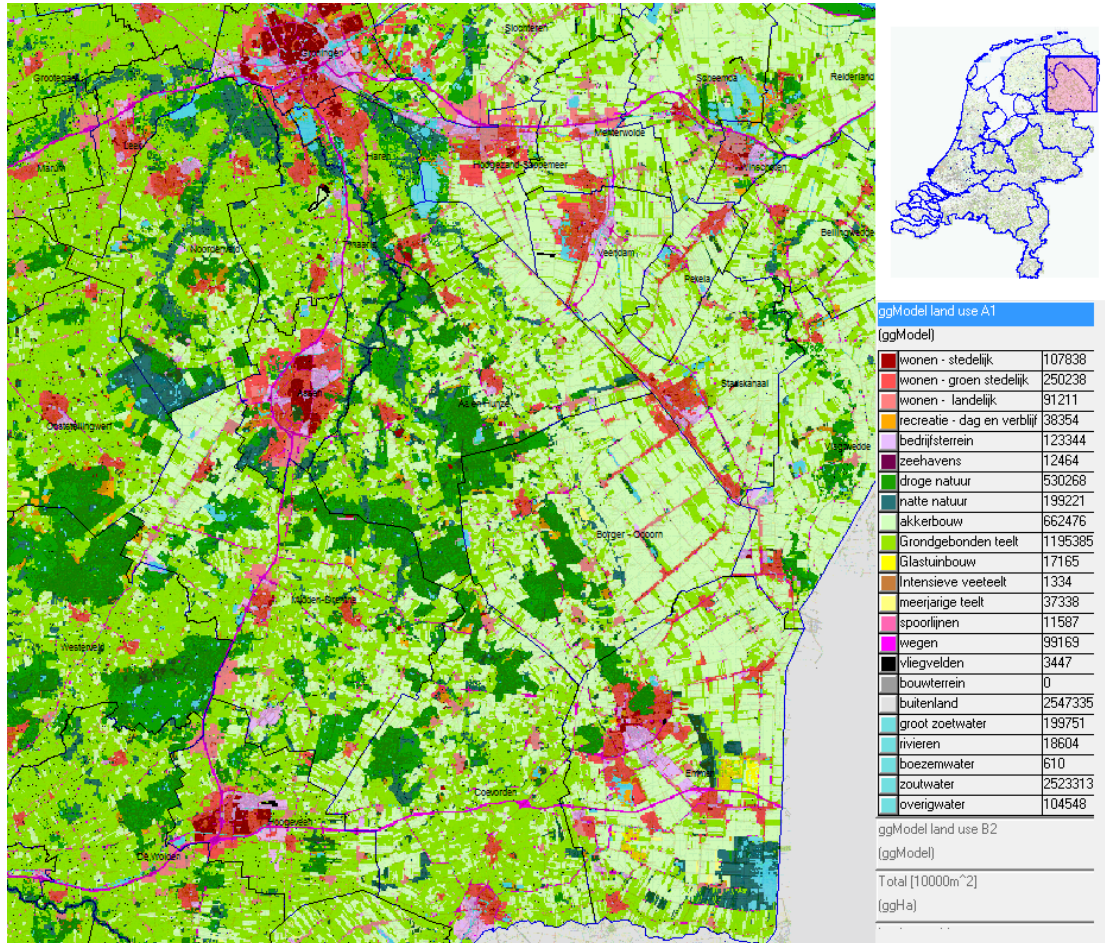 Slochteren
Grootegast
Scheemda
Reiderland
Menterwolde
Leek
Haren
Hoogezand-Sappemeer
Marum
Winschoten
Bellingwedde
Noordenveld
Veendam
Pekela
Stadskanaal
Aa en Hunze
Ooststellingwerf
Vlagtwedde
Borger - Odoorn
Midden-Drenthe
Westerveld
Emmen
Coevorden
Hoogeveen
De Wolden
ggModel land use A1
(ggModel)
wonen - stedelijk 107838
wonen - groen stedelijk 250238
wonen - landelijk 91211
recreatie - dag en verblijf 38354
bedrijfsterrein 123344
zeehavens 12464
droge natuur 530268
natte natuur 199221
akkerbouw 662476
Grondgebonden teelt 1195385
Glastuinbouw 17165
Intensieve veeteelt 1334
meerjarige teelt 37338
spoorlijnen 11587
wegen 99169
vliegvelden 3447
bouwterrein 0
buitenland 2547335
groot zoetwater 199751
rivieren 18604
boezemwater 610
zoutwater 2523313
overigwater 104548
ggModel land use B2
(ggModel)
Total [10000m^2]
(ggHa)